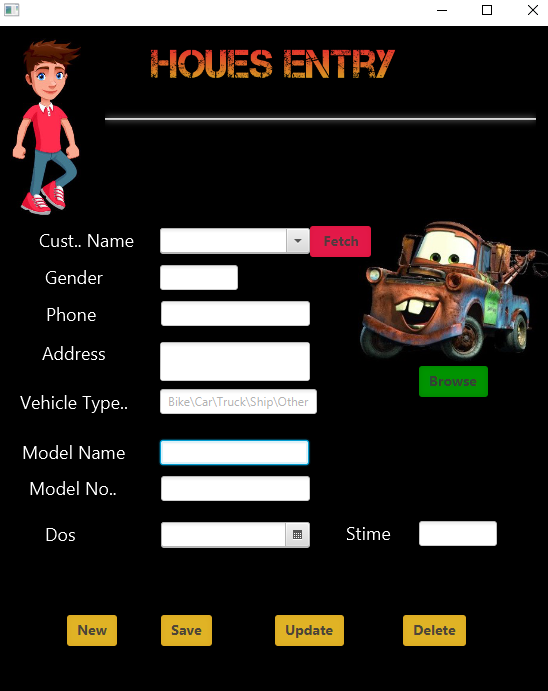 HOUES ENTRY
Cust.. Name
Fetch
Gender
Phone
Address
Browse
Vehicle Type..
Bike\Car\Truck\Ship\Other
Model Name
Model No..
Dos
Stime
New
Save
Update
Delete